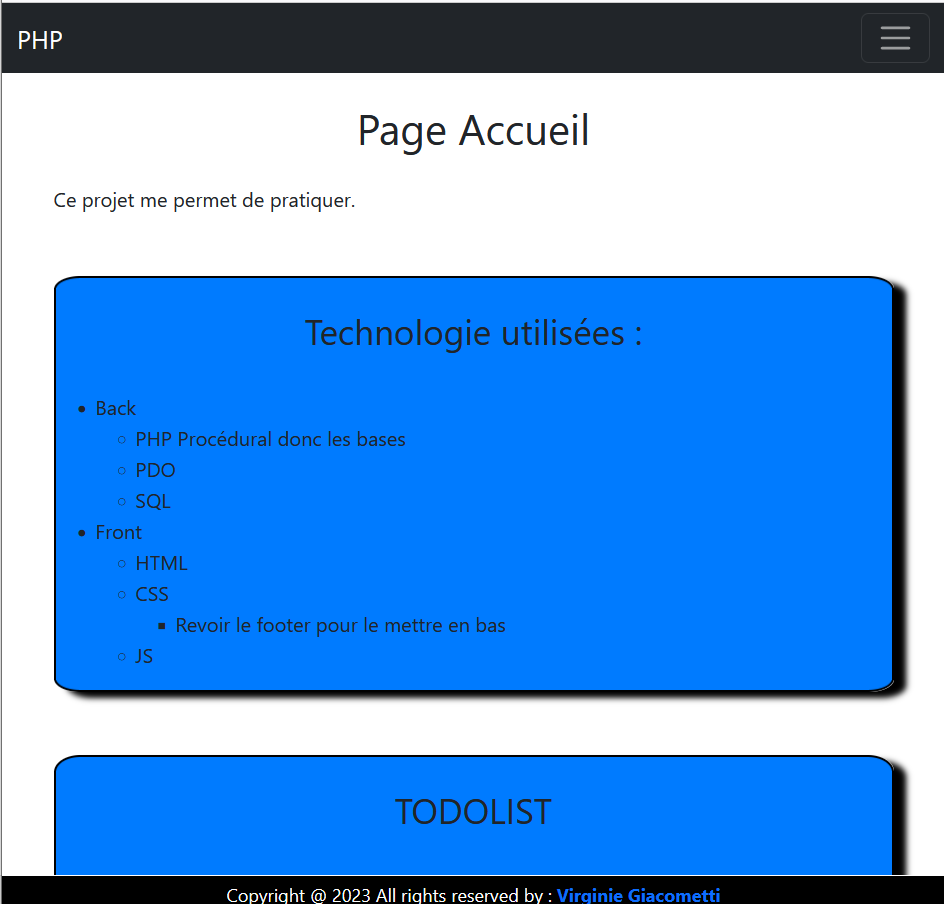 PHP
Page Accueil
Ce projet me permet de pratiquer.
Technologie utilisées :
Back
PHP Procédural donc les bases
PDO
SQL
Front
HTML
CSS
Revoir le footer pour le mettre en bas
JS
TODOLIST
Copyright @ 2023 All rights reserved by : Virginie Giacometti